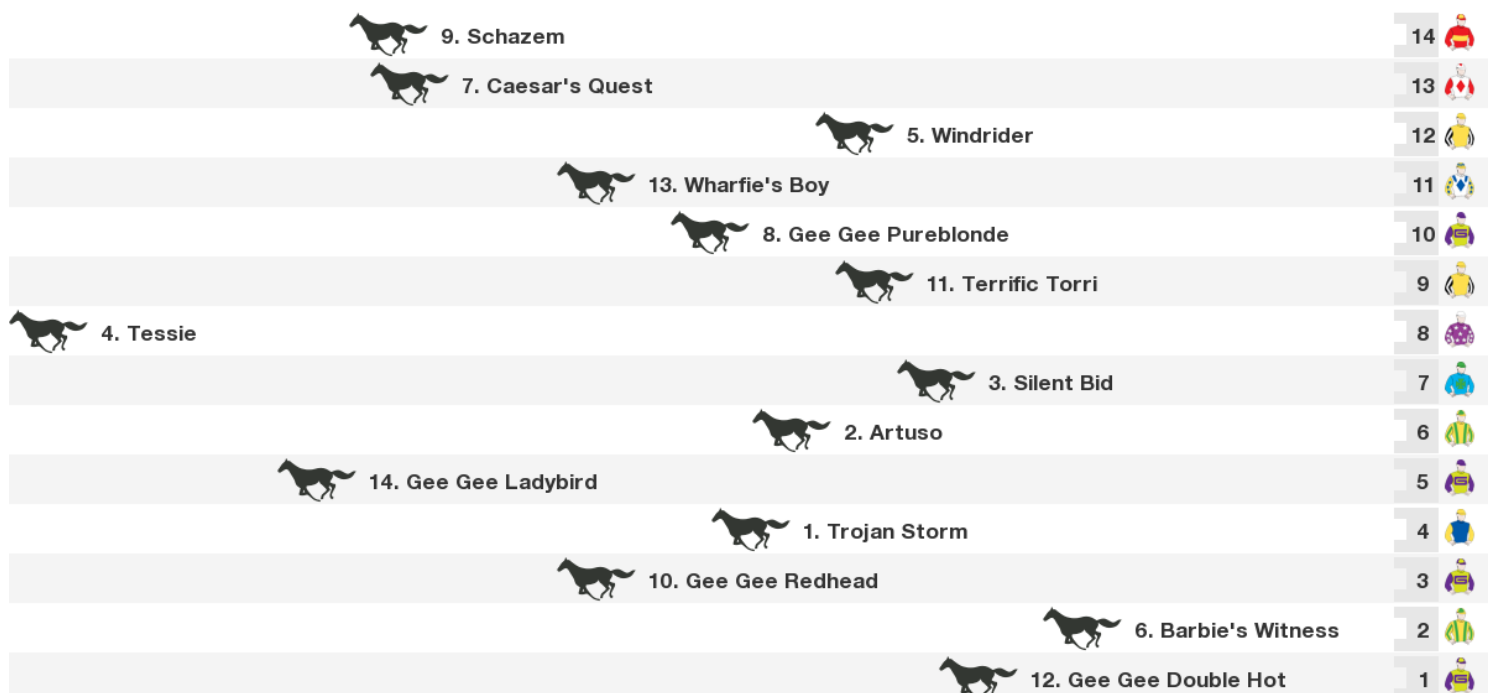 9. Schazem 14
7. Caesar's Quest 13
5. Windrider 12
13. Wharfie's Boy 11
8. Gee Gee Pureblonde 10
11. Terrific Torri 9
4. Tessie 8
3. Silent Bid 7
2. Artuso 6
14. Gee Gee Ladybird 5
1. Trojan Storm 4
10. Gee Gee Redhead 3
6. Barbie's Witness 2
12. Gee Gee Double Hot 1